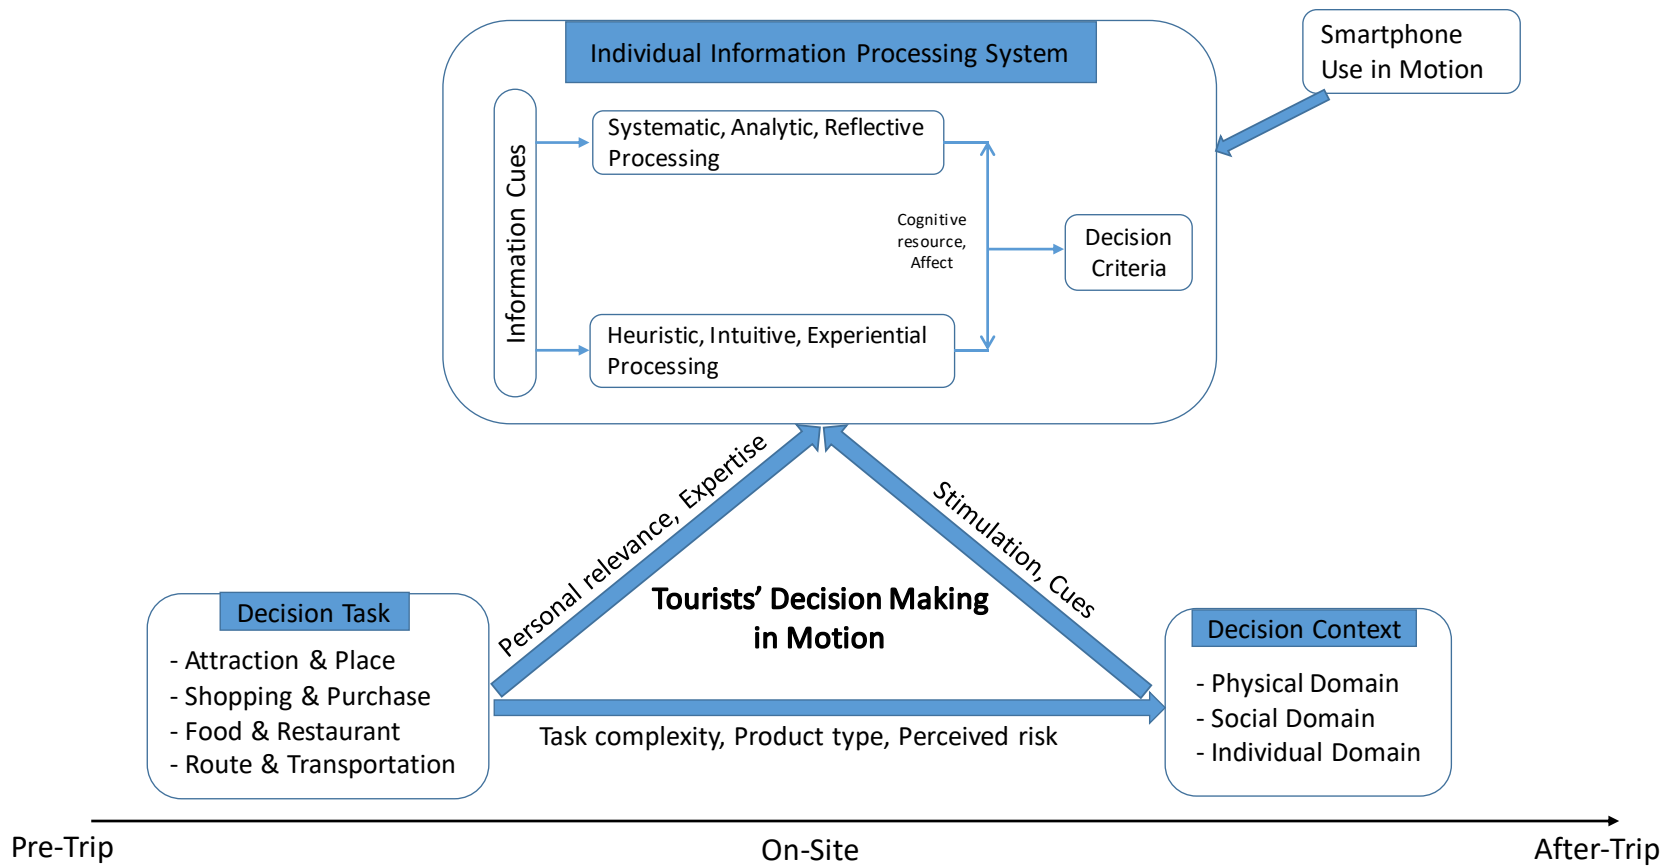 Individual Information Processing System
Smartphone
Use in Motion
Information Cues
Systematic, Analytic, Reflective
Processing
Cognitive
resource,
Affect
Decision
Criteria
Heuristic, Intuitive, Experiential
Processing
Personal relevance, Expertise
Stimulation, Cues
Tourists’ Decision Making
in Motion
Decision Task
- Attraction & Place
- Shopping & Purchase
- Food & Restaurant
- Route & Transportation
Task complexity, Product type, Perceived risk
Decision Context
- Physical Domain
- Social Domain
- Individual Domain
Pre-Trip
On-Site
After-Trip